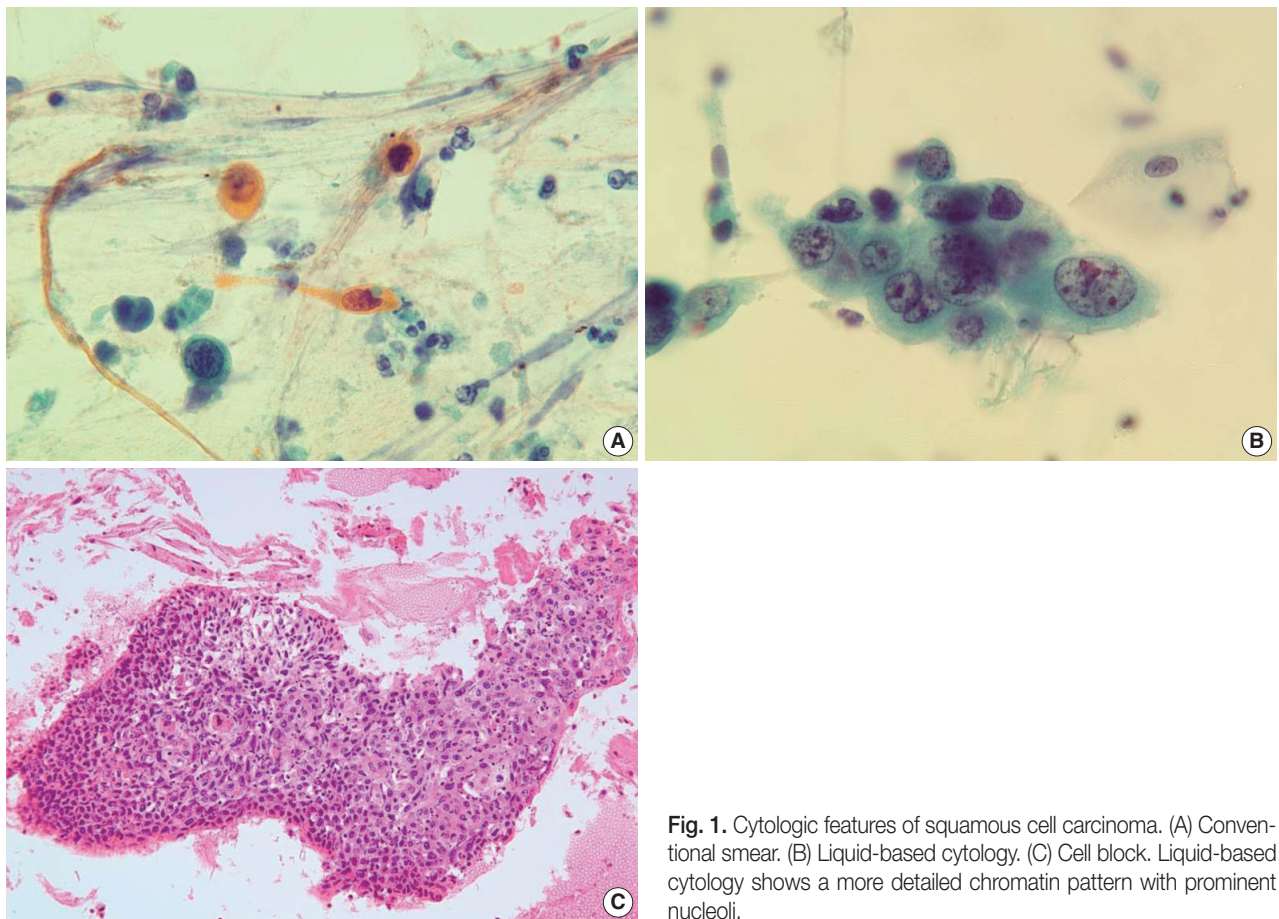 A
B
C
Fig. 1. Cytologic features of squamous cell carcinoma. (A) Conven-
tional smear. (B) Liquid-based cytology. (C) Cell block. Liquid-based
cytology shows a more detailed chromatin pattern with prominent
nucleoli.